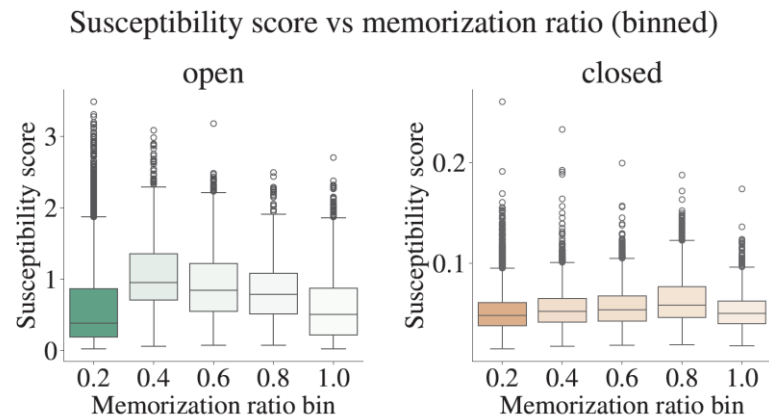 Susceptibility score vs memorization ratio (binned)
open
closed
Susceptibility score
3
2
1
0
0.2 0.4 0.6 0.8 1.0
Memorization ratio bin
Susceptibility score
0.2
0.1
0.2 0.4 0.6 0.8 1.0
Memorization ratio bin